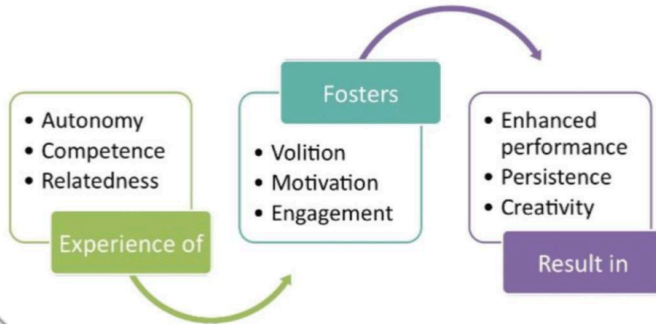 • Autonomy
• Competence
• Relatedness
Experience of
Fosters
• Volition
• Motivation
• Engagement
• Enhanced
performance
• Persistence
• Creativity
Result in